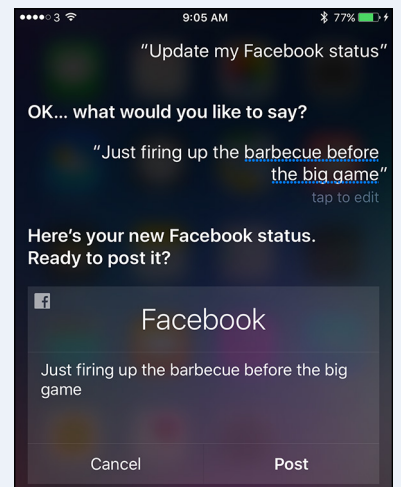 3 9:05 AM 77%
“Update my Facebook status”
OK... what would you like to say?
“Just firing up the barbecue before
the big game”
tap to edit
Here’s your new Facebook status.
Ready to post it?
f
Facebook
Just firing up the barbecue before the big
game
Cancel Post